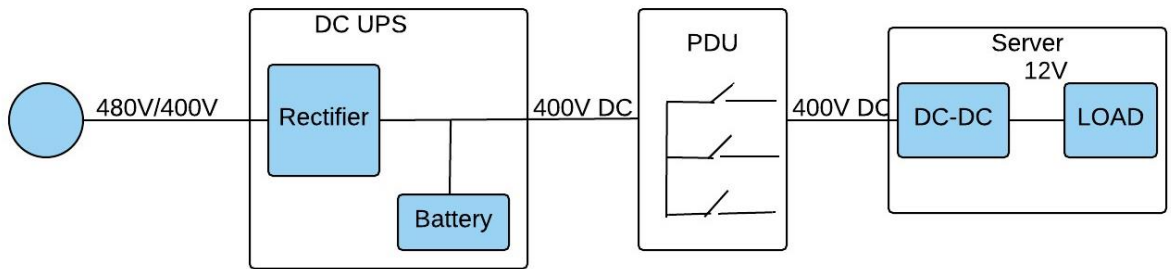 DC UPS
PDU
Server
12V
480V/400V
Rectifier
400V DC
400V DC
DC-DC
LOAD
Battery